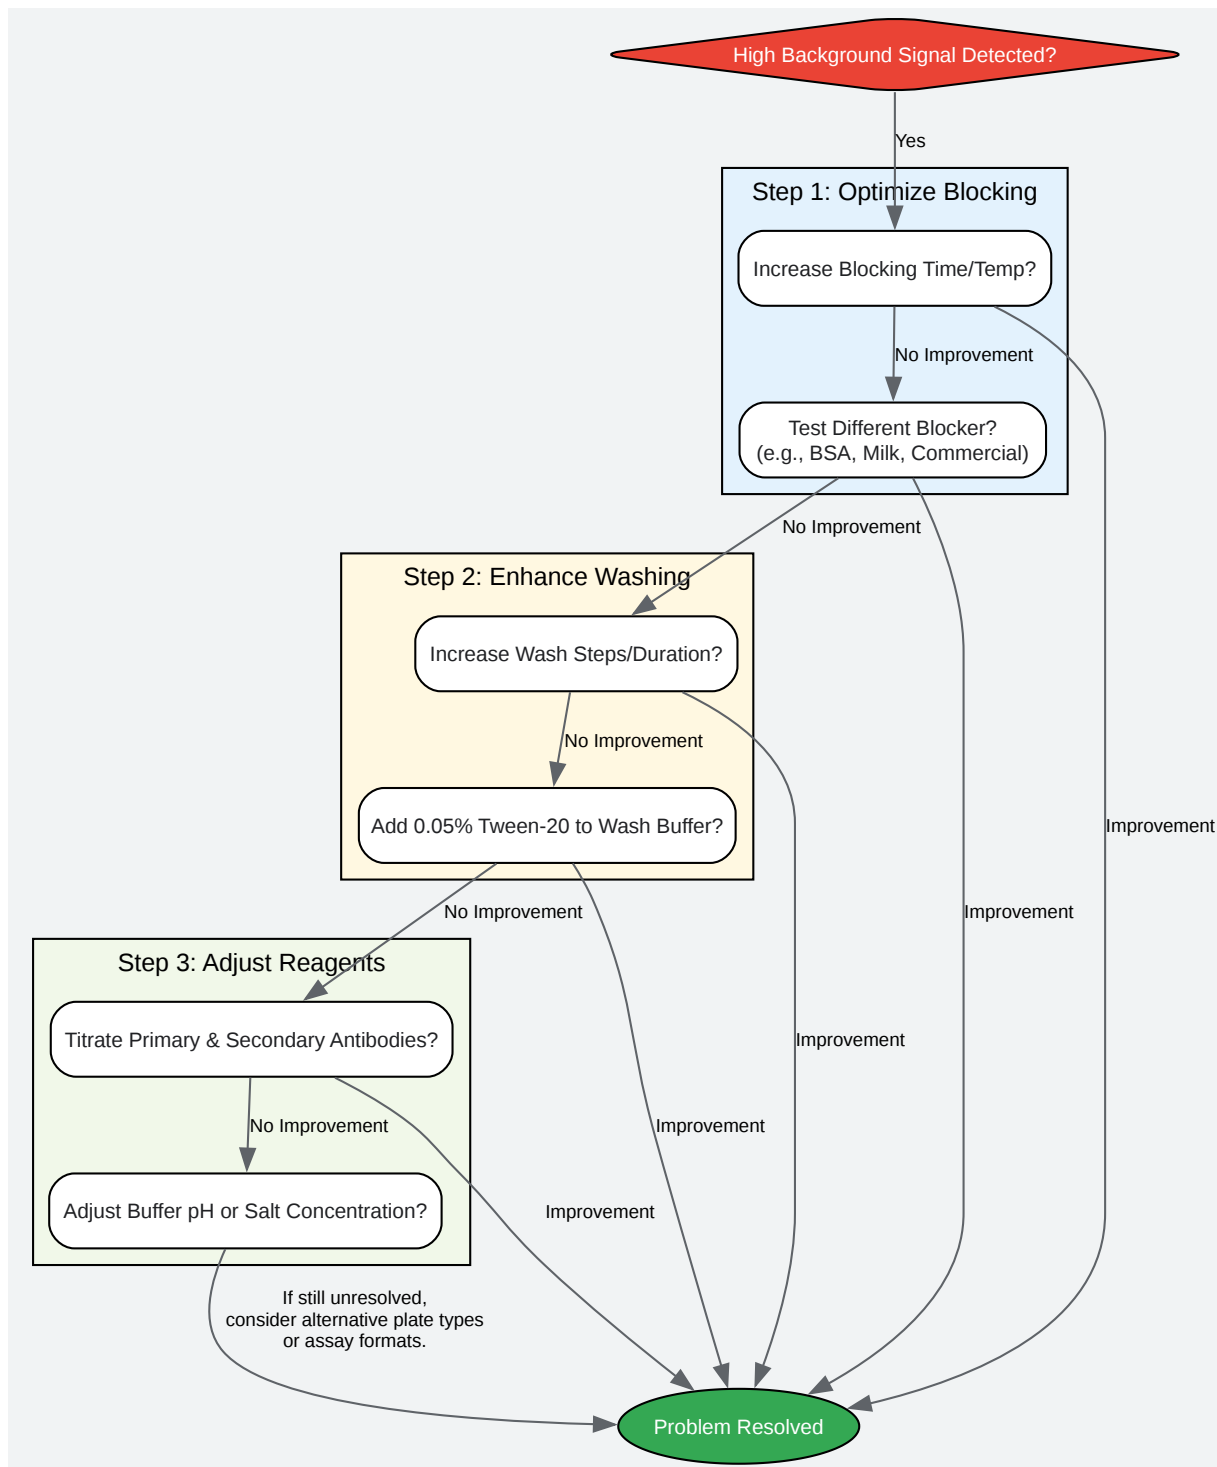 High Background Signal Detected?
Yes
Step 1: Optimize Blocking
Increase Blocking Time/Temp?
No Improvement
Test Different Blocker?
(e.g., BSA, Milk, Commercial)
No Improvement
Step 2: Enhance Washing
Increase Wash Steps/Duration?
No Improvement
Add 0.05% Tween-20 to Wash Buffer?
Improvement
No Improvement
Improvement
Step 3: Adjust Reagents
Titrate Primary & Secondary Antibodies?
Improvement
No Improvement
Improvement
Adjust Buffer pH or Salt Concentration?
Improvement
If still unresolved,
consider alternative plate types
or assay formats.
Problem Resolved